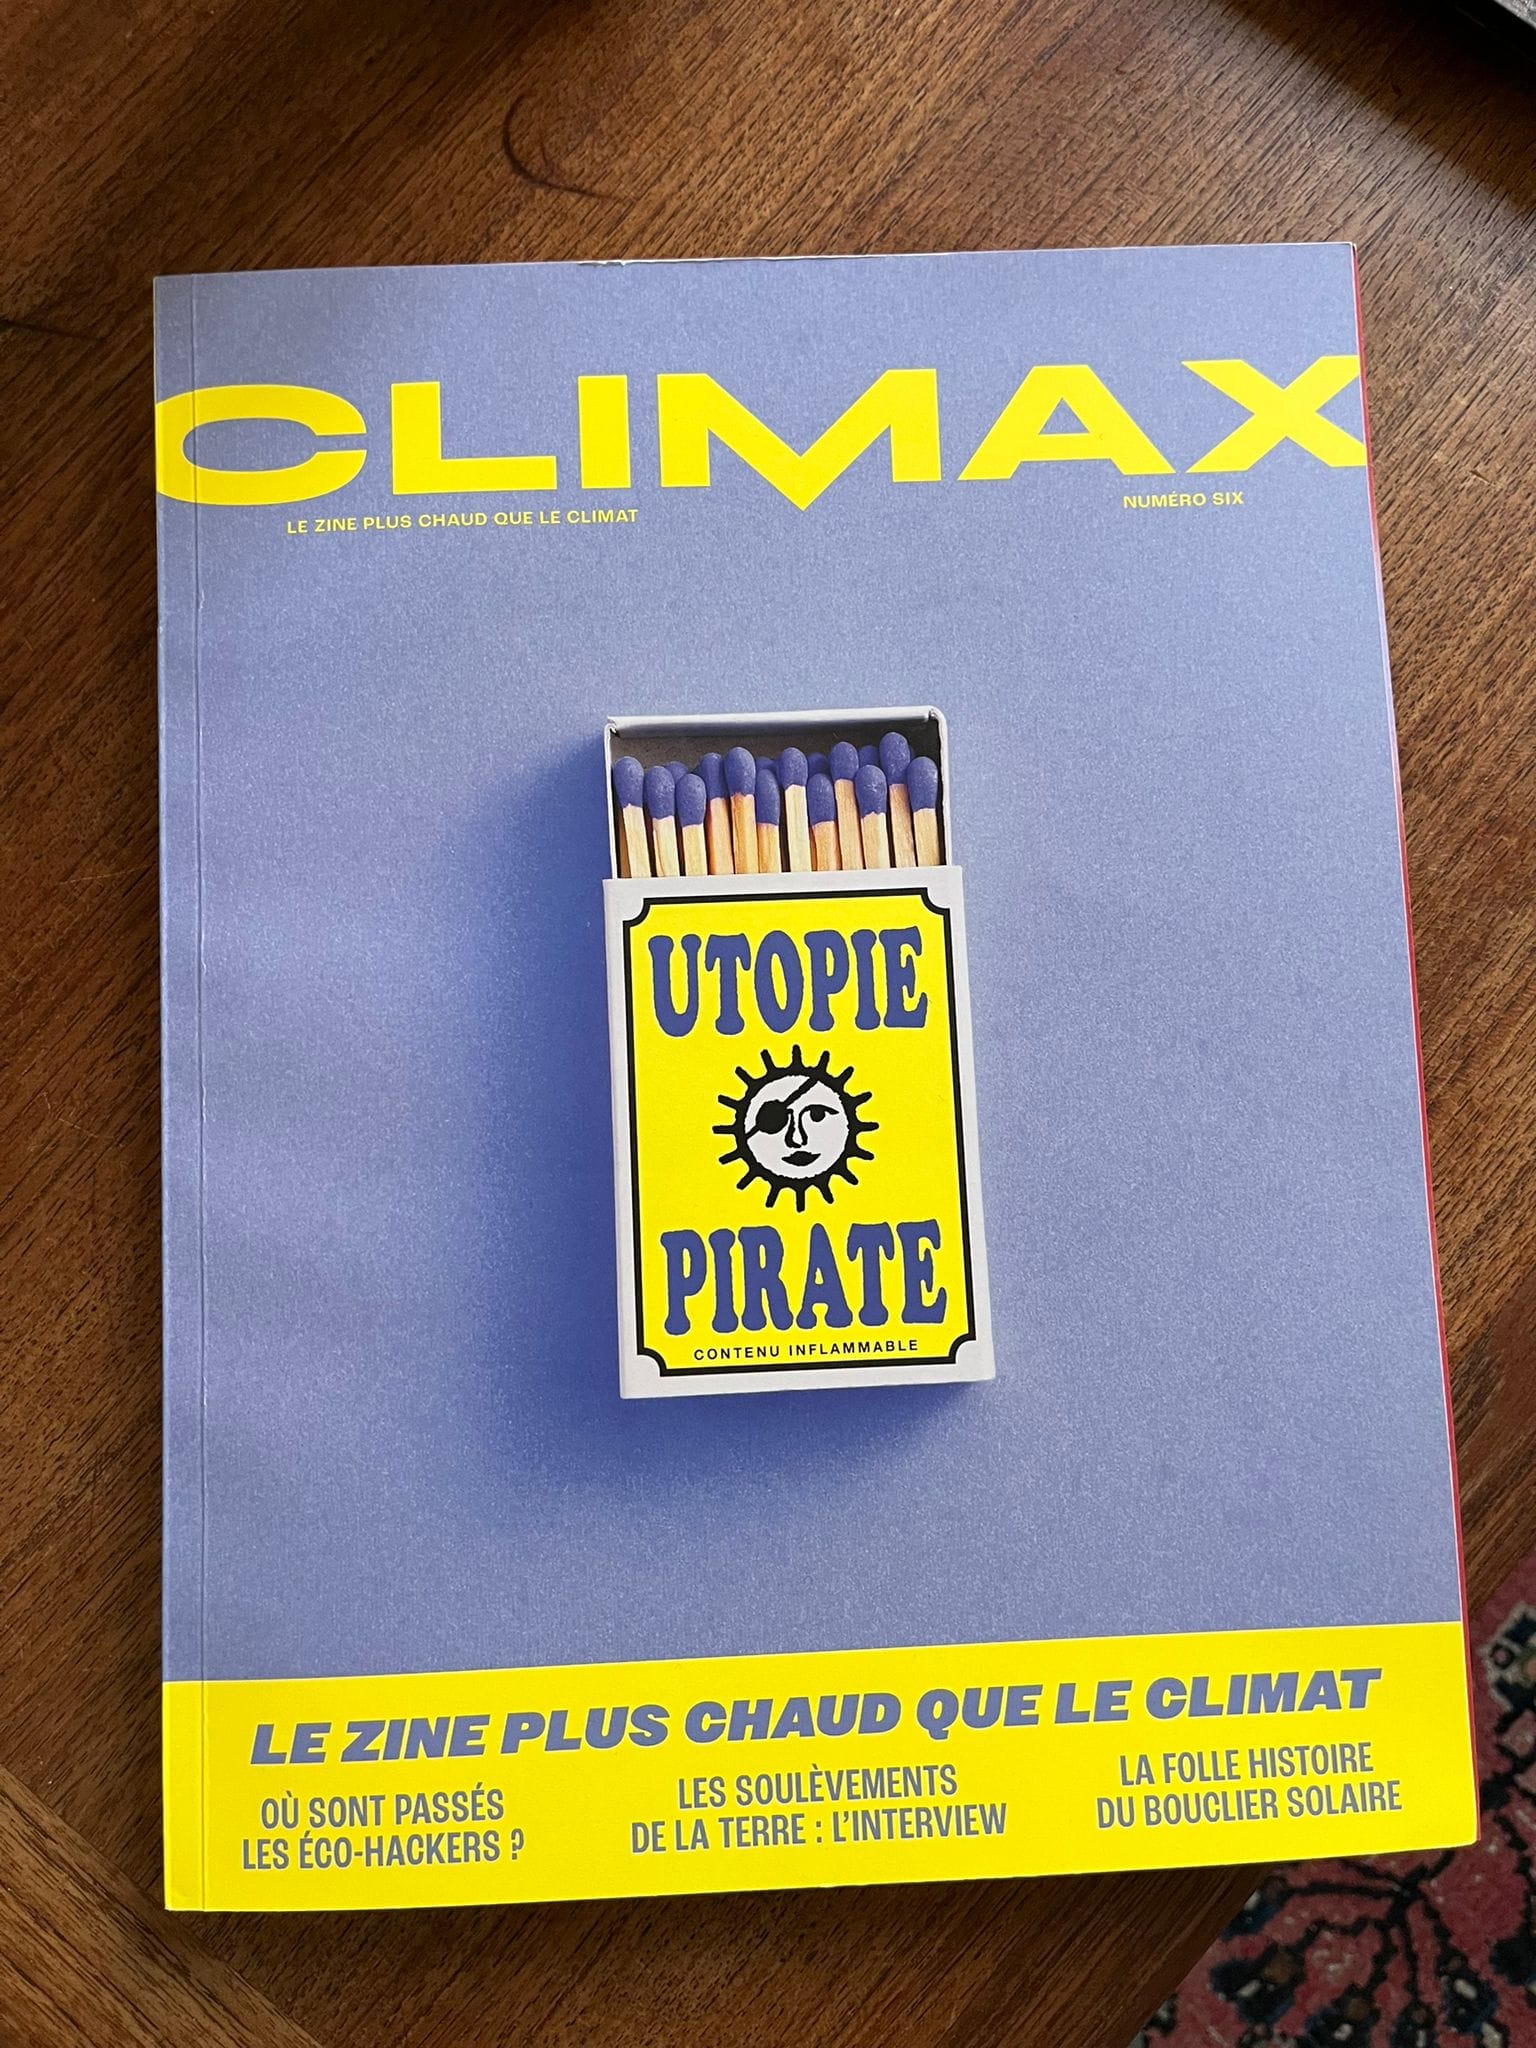 CLIMAX
LE ZINE PLUS CHAUD QUE LE CLIMAT
NUMÉRO SIX
UTOPIE
PIRATE
CONTENU INFLAMMABLE
LE ZINE PLUS CHAUD QUE LE CLIMAT
OÙ SONT PASSÉS
LES ÉCO-HACKERS ?
LES SOULÈVEMENTS
DE LA TERRE : L'INTERVIEW
LA FOLLE HISTOIRE
DU BOUCLIER SOLAIRE